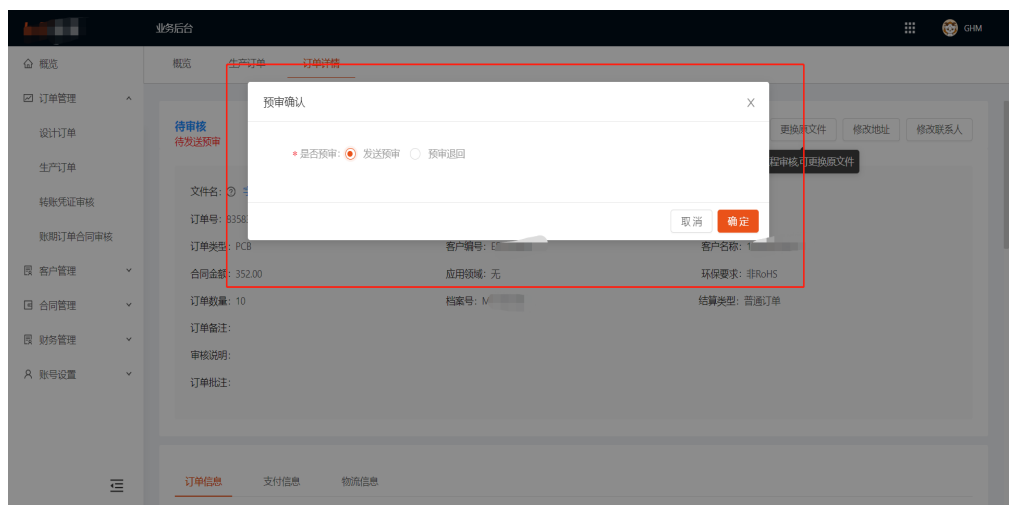 业务后台
GHM
概览
概览 生产订单 订单详情
订单管理
设计订单
生产订单
转账凭证审核
账期订单合同审核
客户管理
合同管理
财务管理
账号设置
预审确认
* 是否预审: 发送预审 预审退回
取消 确定
待审核
待发送预审
更换原文件 修改地址 修改联系人
程审核,可更换原文件
文件名:
订单号: 8358
订单类型: PCB 客户编号: 客户名称:
合同金额: 352.00 应用领域: 无 环保要求: 非RoHS
订单数量: 10 档案号: M 结算类型: 普通订单
订单备注:
审核说明:
订单批注:
订单信息 支付信息 物流信息